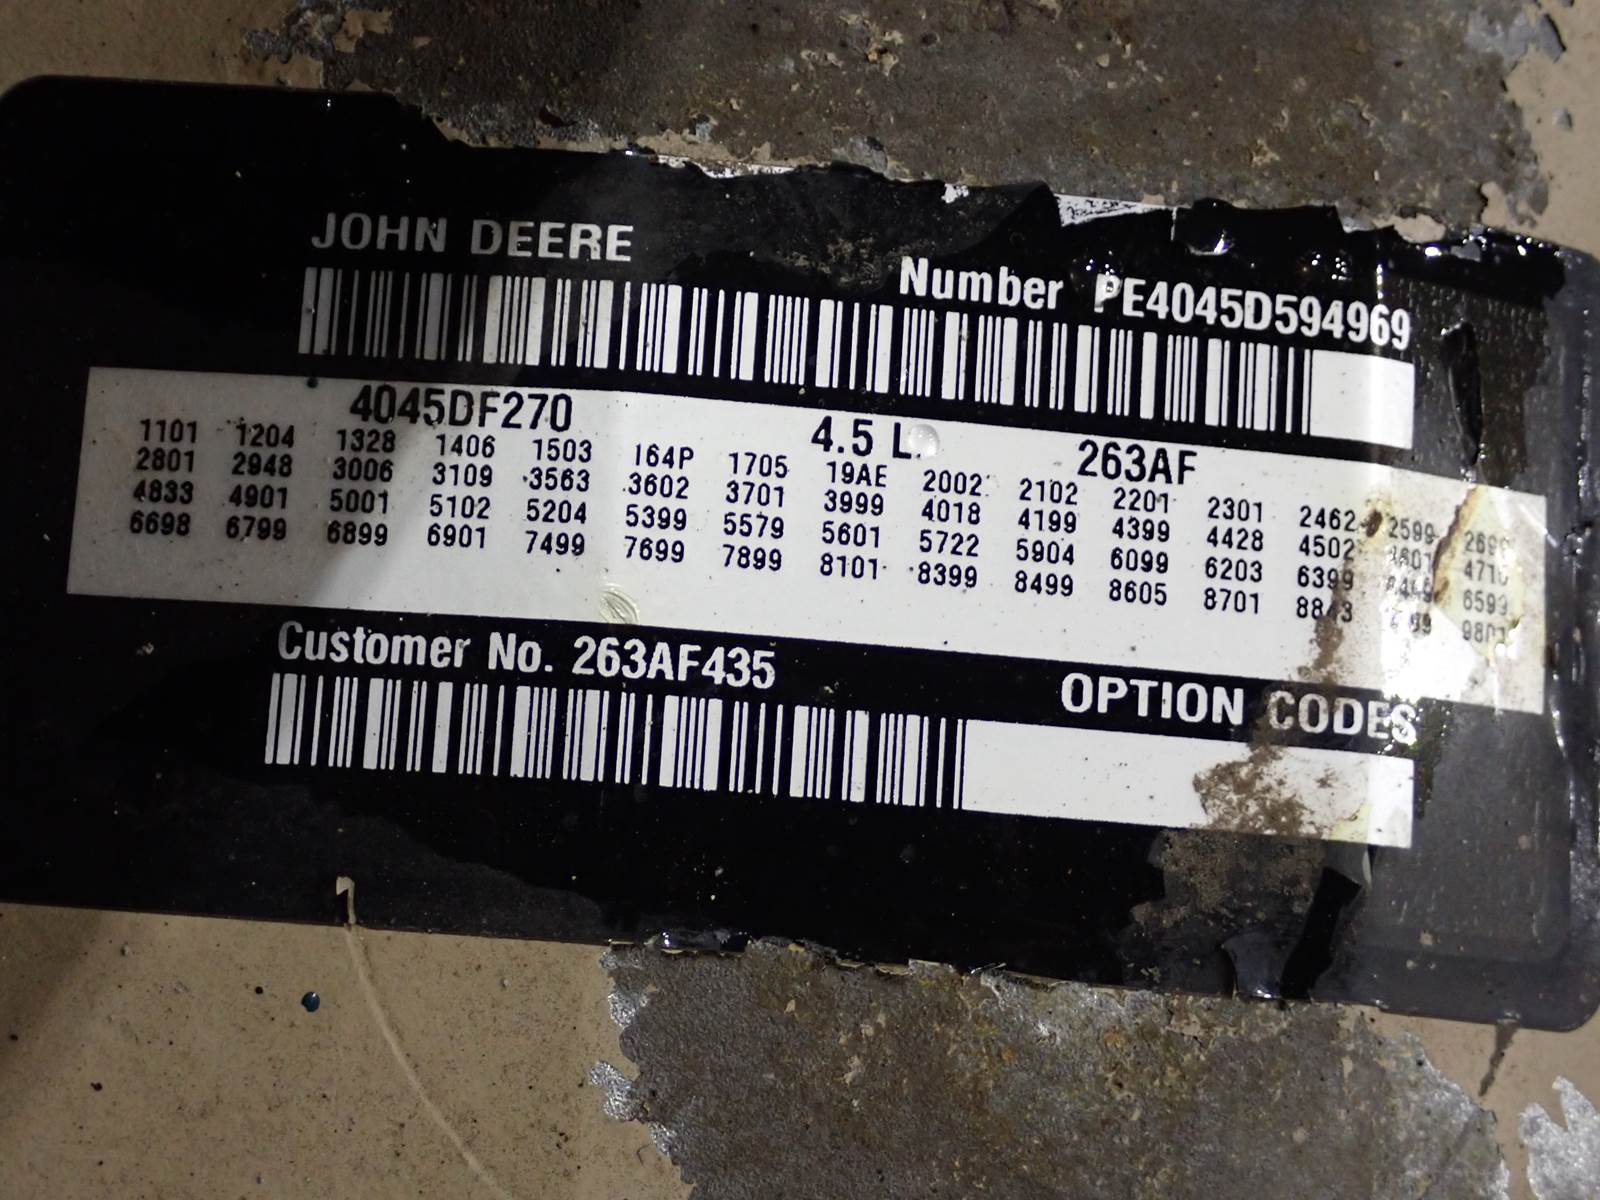 JOHN DEERE
Number PE4045D594969
4045DF270 4.5 L. 263AF
1101 1204 1328 1406 1503 164P 1705 19AE 2002 2102 2201 2301 2462 2599
2801 2948 3006 3109 3563 3602 3701 3999 4018 4199 4399 4428 4502 4710
4833 4901 5001 5102 5204 5399 5579 5601 5722 5904 6099 6203 6399 6593
6698 6799 6899 6901 7499 7699 7899 8101 8399 8499 8605 8701
Customer No. 263AF435
OPTION CODES